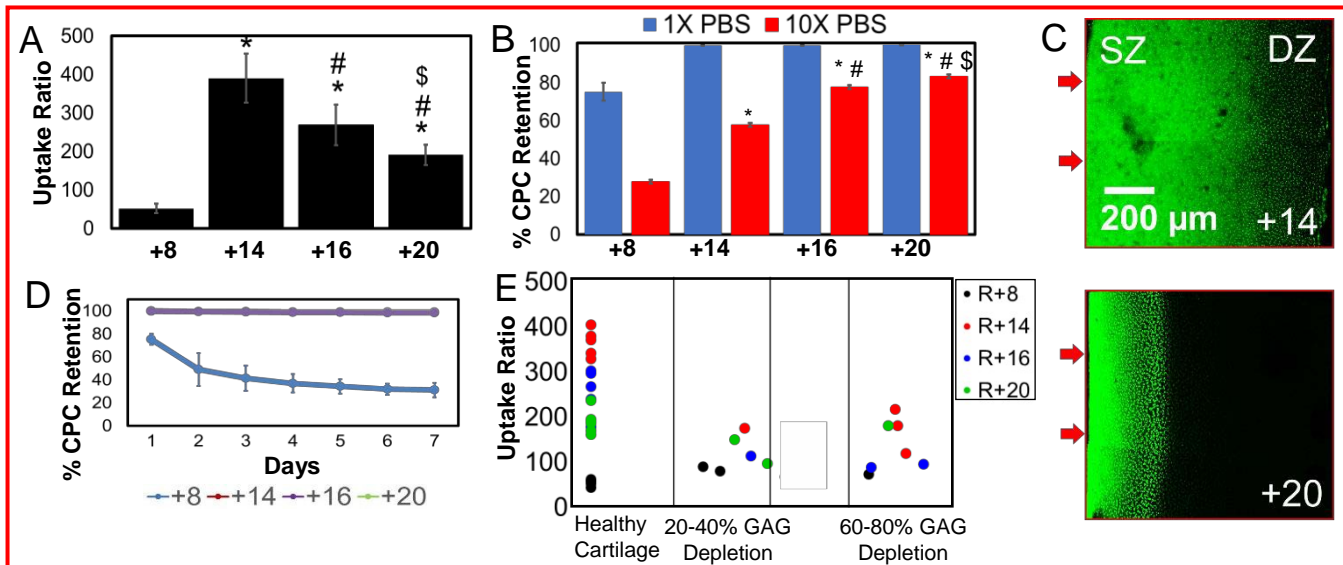 A
500
400
300
200
100
0
Uptake Ratio
*
#
*
$
#
*
+8 +14 +16 +20
B
1X PBS 10X PBS
100
80
60
40
20
0
% CPC Retention
*
* #
* # $
+8 +14 +16 +20
C
SZ DZ
200 µm
+14
+20
D
100
80
60
40
20
0
% CPC Retention
1 2 3 4 5 6 7
Days
+8 +14 +16 +20
E
500
400
300
200
100
0
Uptake Ratio
R+8
R+14
R+16
R+20
Healthy
Cartilage
20-40% GAG
Depletion
60-80% GAG
Depletion